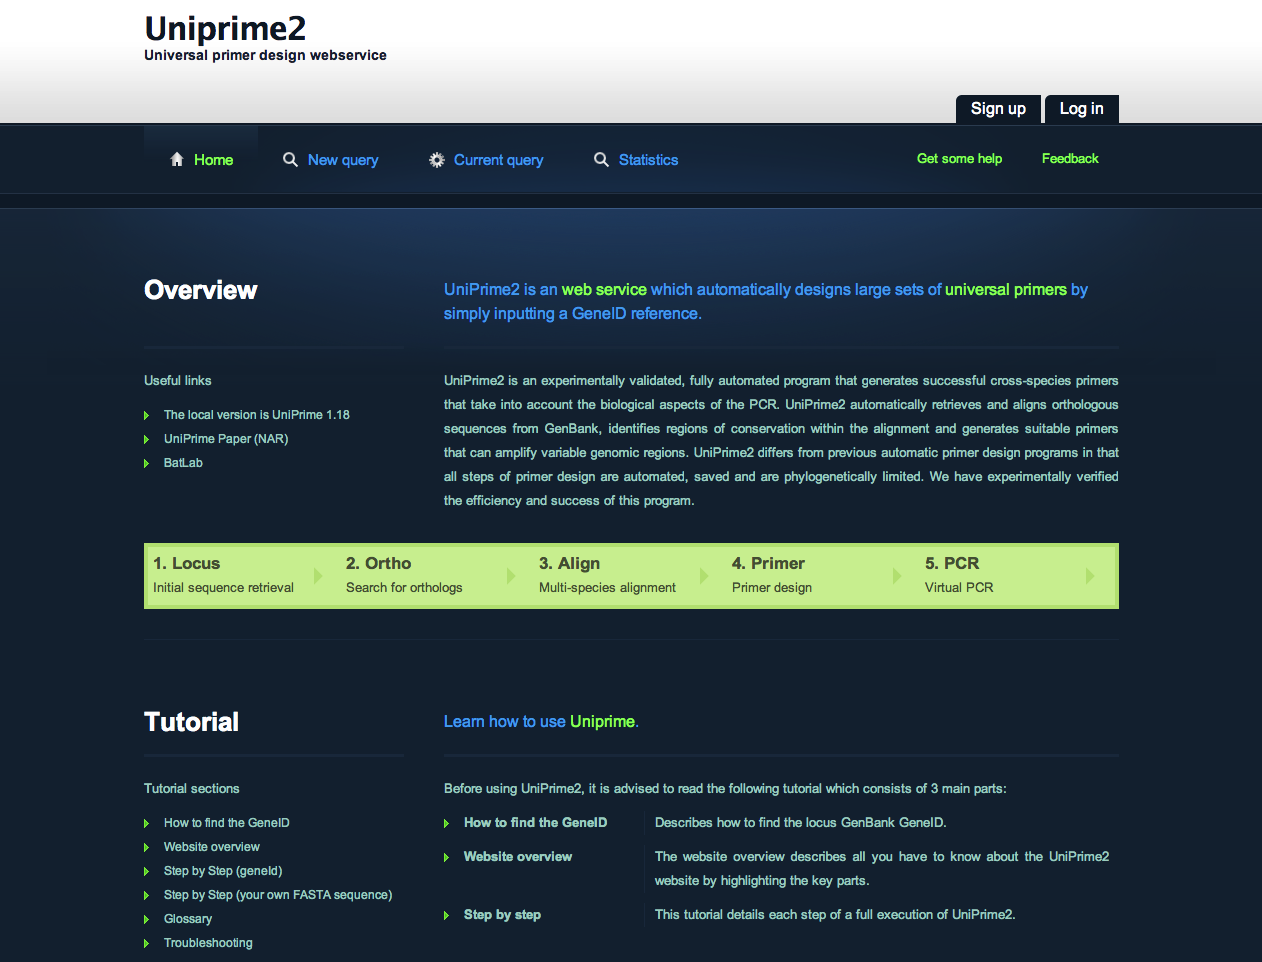 Uniprime2
Universal primer design webservice
Sign up
Log in
Home
New query
Current query
Statistics
Get some help
Feedback
Overview
UniPrime2 is an web service which automatically designs large sets of universal primers by
simply inputting a GeneID reference.
Useful links
The local version is UniPrime 1.18
UniPrime Paper (NAR)
BatLab
UniPrime2 is an experimentally validated, fully automated program that generates successful cross-species primers
that take into account the biological aspects of the PCR. UniPrime2 automatically retrieves and aligns orthologous
sequences from GenBank, identifies regions of conservation within the alignment and generates suitable primers
that can amplify variable genomic regions. UniPrime2 differs from previous automatic primer design programs in that
all steps of primer design are automated, saved and are phylogenetically limited. We have experimentally verified
the efficiency and success of this program.
1. Locus
Initial sequence retrieval
2. Ortho
Search for orthologs
3. Align
Multi-species alignment
4. Primer
Primer design
5. PCR
Virtual PCR
Tutorial
Learn how to use Uniprime.
Tutorial sections
How to find the GeneID
Website overview
Step by Step (geneId)
Step by Step (your own FASTA sequence)
Glossary
Troubleshooting
Before using UniPrime2, it is advised to read the following tutorial which consists of 3 main parts:
How to find the GeneID
Describes how to find the locus GenBank GeneID.
Website overview
The website overview describes all you have to know about the UniPrime2
website by highlighting the key parts.
Step by step
This tutorial details each step of a full execution of UniPrime2.